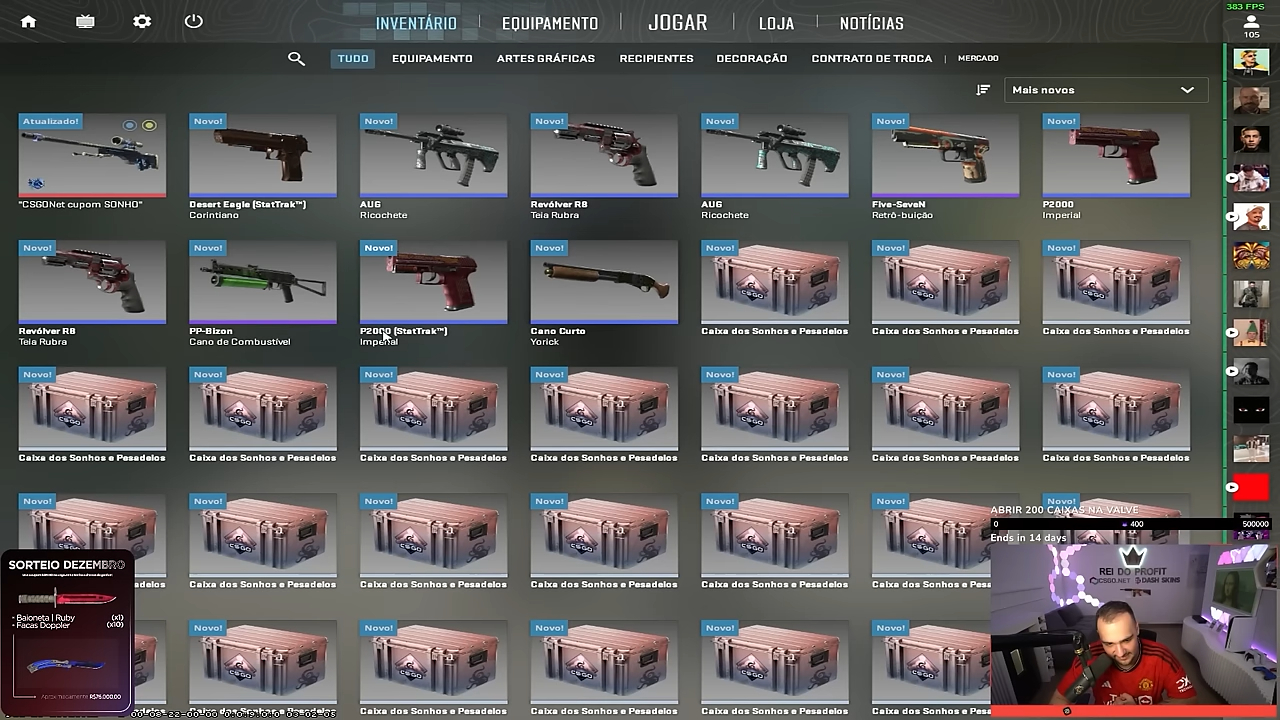 383 FPS
INVENTÁRIO
EQUIPAMENTO
JOGAR
LOJA
NOTÍCIAS
105
TUDO
EQUIPAMENTO
ARTES GRÁFICAS
RECIPIENTES
DECORAÇÃO
CONTRATO DE TROCA
MERCADO
Mais novos
Atualizado!
Novo!
Novo!
Novo!
Novo!
Novo!
Novo!
"CSGONet cupom SONHO"
Desert Eagle (StatTrak™)
Corintiano
AUG
Ricochete
Revólver R8
Teia Rubra
AUG
Ricochete
Five-SeveN
Retrô-buição
P2000
Imperial
Novo!
Novo!
Novo!
Novo!
Novo!
Novo!
Novo!
Revólver R8
Teia Rubra
PP-Bizon
Cano de Combustível
P2000 (StatTrak™)
Imperial
Cano Curto
Yorick
Caixa dos Sonhos e Pesadelos
Caixa dos Sonhos e Pesadelos
Caixa dos Sonhos e Pesadelos
Novo!
Novo!
Novo!
Novo!
Novo!
Novo!
Novo!
Caixa dos Sonhos e Pesadelos
Caixa dos Sonhos e Pesadelos
Caixa dos Sonhos e Pesadelos
Caixa dos Sonhos e Pesadelos
Caixa dos Sonhos e Pesadelos
Caixa dos Sonhos e Pesadelos
Caixa dos Sonhos e Pesadelos
Novo!
Novo!
Novo!
Novo!
Novo!
Novo!
Novo!
ABRIR 200 CAIXAS NA VALVE
0
400
500000
Ends in 14 days
Caixa dos Sonhos e Pesadelos
Caixa dos Sonhos e Pesadelos
Caixa dos Sonhos e Pesadelos
Caixa dos Sonhos e Pesadelos
Novo!
Novo!
Novo!
Novo!
Novo!
Caixa dos Sonhos e Pesadelos
Caixa dos Sonhos e Pesadelos
Caixa dos Sonhos e Pesadelos
Caixa dos Sonhos e Pesadelos
SORTEIO DEZEMBRO
- Baioneta | Ruby (x1)
- Facas Doppler (x10)
Aproximadamente R$76.000,00
REI DO PROFIT
CSGO.NET
DASH SKINS